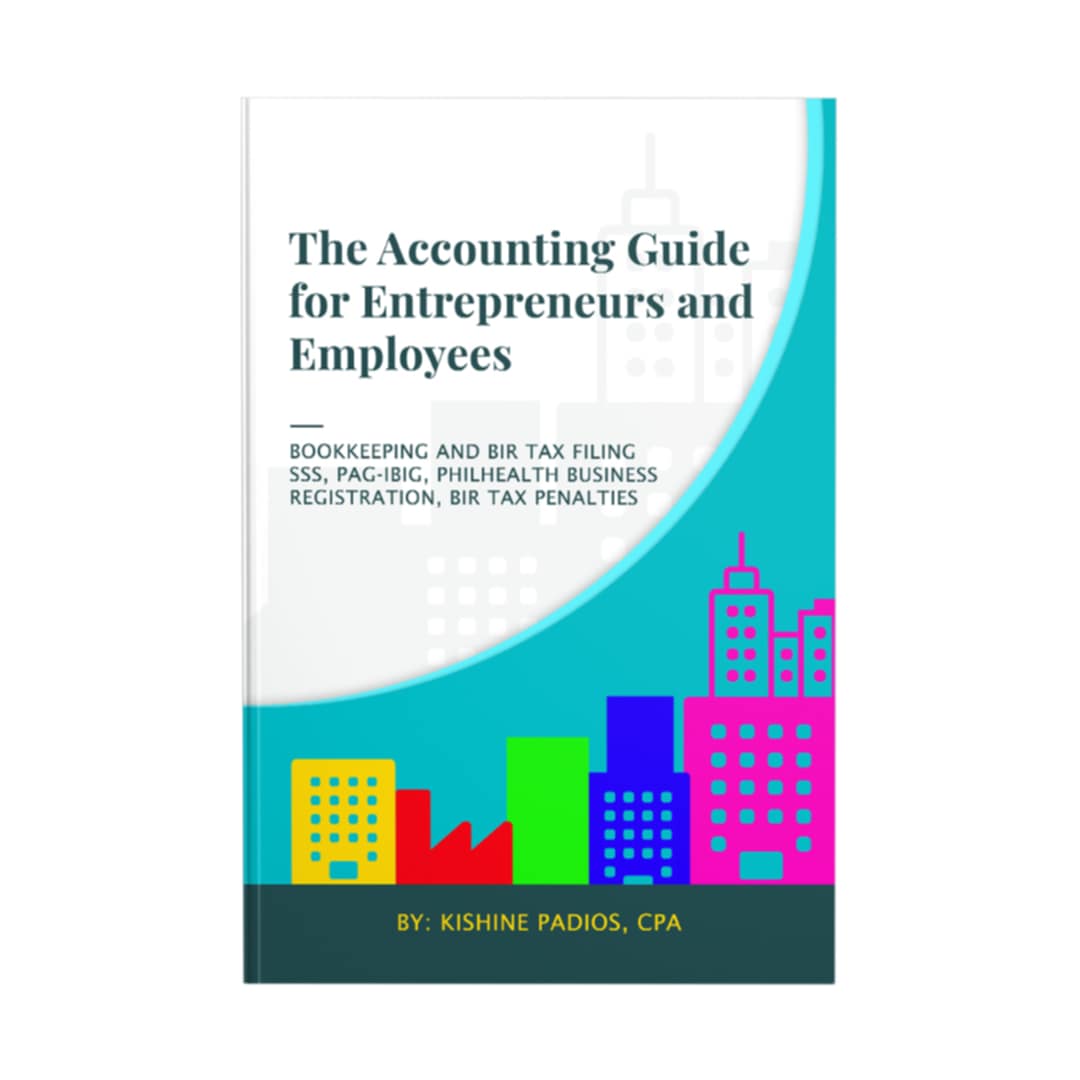 The Accounting Guide
for Entrepreneurs and
Employees
BOOKKEEPING AND BIR TAX FILING
SSS, PAG-IBIG, PHILHEALTH BUSINESS
REGISTRATION, BIR TAX PENALTIES
BY: KISHINE PADIOS, CPA